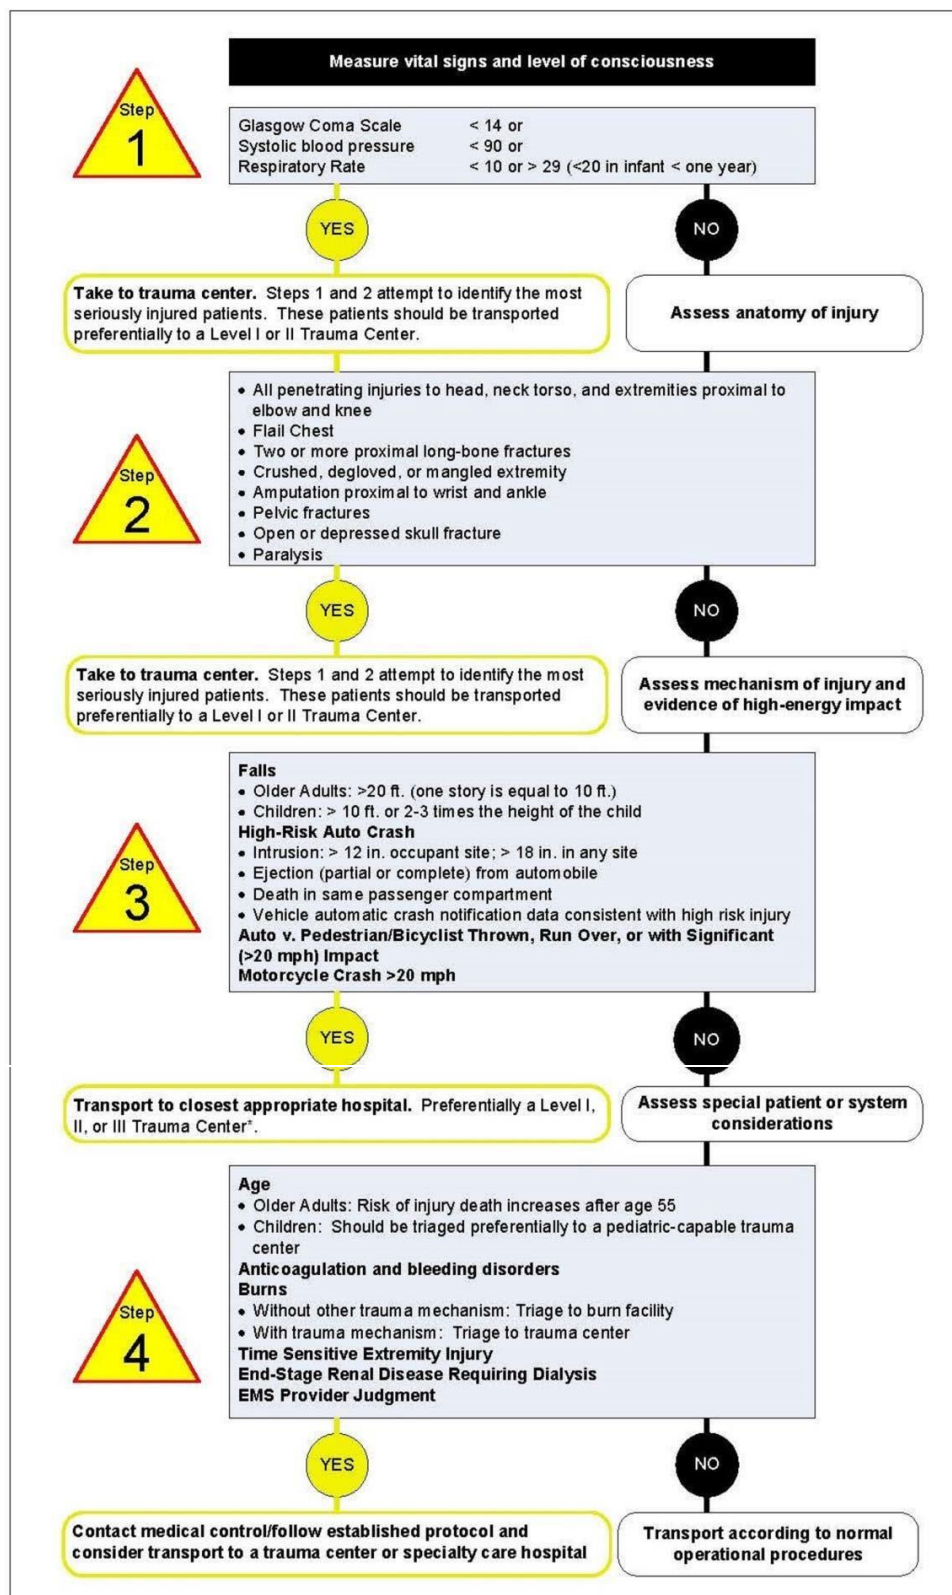 Measure vital signs and level of consciousness
Step
1
Glasgow Coma Scale < 14 or
Systolic blood pressure < 90 or
Respiratory Rate < 10 or > 29 (<20 in infant < one year)
YES
NO
Take to trauma center. Steps 1 and 2 attempt to identify the most
seriously injured patients. These patients should be transported
preferentially to a Level I or II Trauma Center.
Assess anatomy of injury
Step
2
• All penetrating injuries to head, neck torso, and extremities proximal to
elbow and knee
• Flail Chest
• Two or more proximal long-bone fractures
• Crushed, degloved, or mangled extremity
• Amputation proximal to wrist and ankle
• Pelvic fractures
• Open or depressed skull fracture
• Paralysis
YES
NO
Take to trauma center. Steps 1 and 2 attempt to identify the most
seriously injured patients. These patients should be transported
preferentially to a Level I or II Trauma Center.
Assess mechanism of injury and
evidence of high-energy impact
Step
3
Falls
• Older Adults: >20 ft. (one story is equal to 10 ft.)
• Children: > 10 ft. or 2-3 times the height of the child
High-Risk Auto Crash
• Intrusion: > 12 in. occupant site; > 18 in. in any site
• Ejection (partial or complete) from automobile
• Death in same passenger compartment
• Vehicle automatic crash notification data consistent with high risk injury
Auto v. Pedestrian/Bicyclist Thrown, Run Over, or with Significant
(>20 mph) Impact
Motorcycle Crash >20 mph
YES
NO
Transport to closest appropriate hospital. Preferentially a Level I,
II, or III Trauma Center*.
Assess special patient or system
considerations
Step
4
Age
• Older Adults: Risk of injury death increases after age 55
• Children: Should be triaged preferentially to a pediatric-capable trauma
center
Anticoagulation and bleeding disorders
Burns
• Without other trauma mechanism: Triage to burn facility
• With trauma mechanism: Triage to trauma center
Time Sensitive Extremity Injury
End-Stage Renal Disease Requiring Dialysis
EMS Provider Judgment
YES
NO
Contact medical control/follow established protocol and
consider transport to a trauma center or specialty care hospital
Transport according to normal
operational procedures